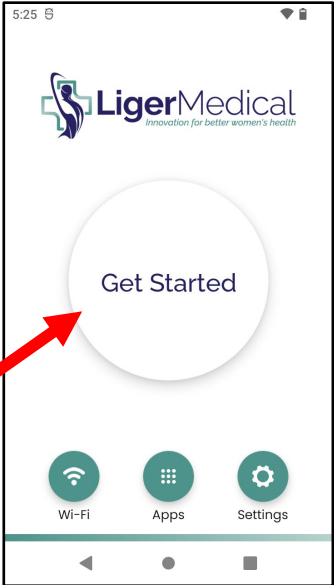 5:25
LigerMedical
Innovation for better women's health
Get Started
Wi-Fi Apps Settings